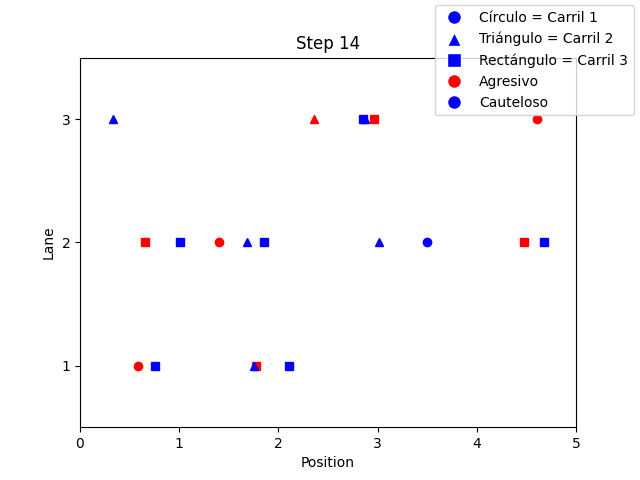 Step 14
Círculo = Carril 1
Triángulo = Carril 2
Rectángulo = Carril 3
Agresivo
Cauteloso
Lane
3
2
1
0 1 2 3 4 5
Position